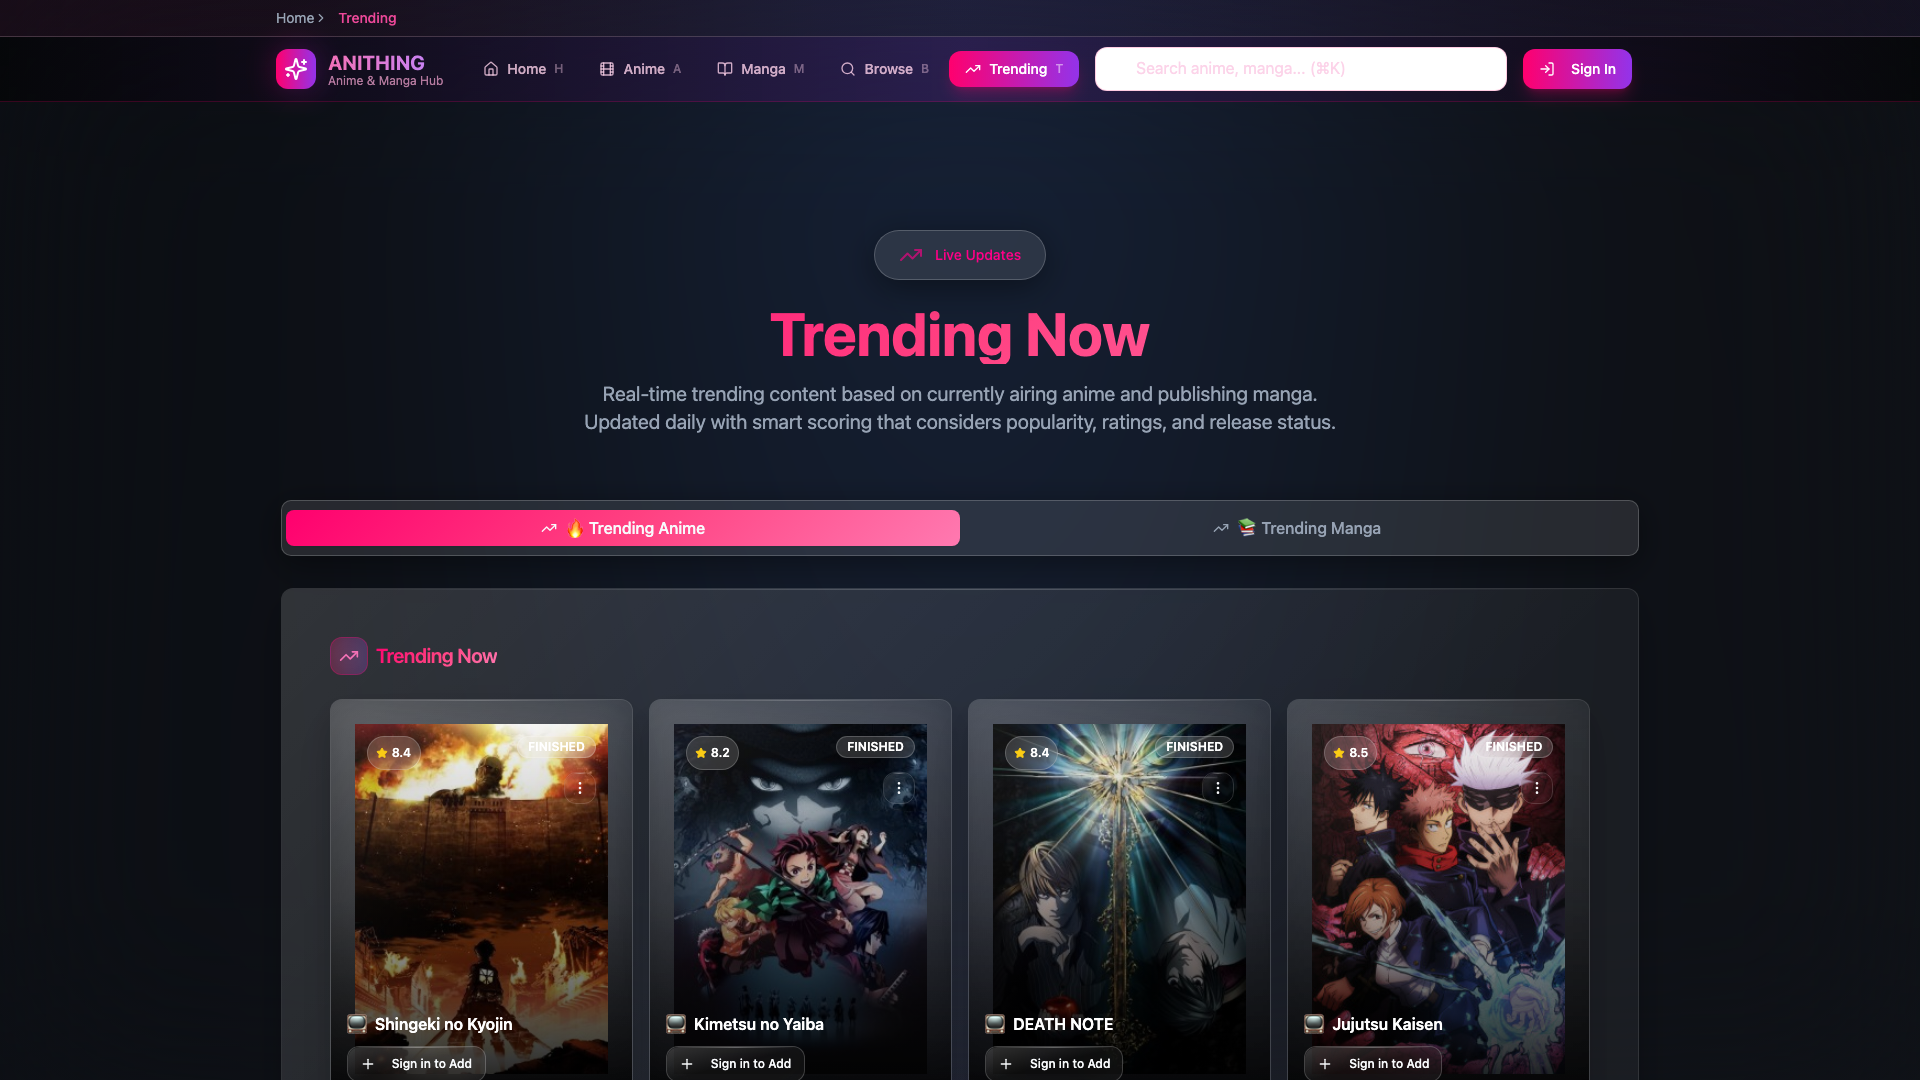 Home
Trending
ANITHING
Anime & Manga Hub
Home H
Anime A
Manga M
Browse B
Trending T
Search anime, manga... (⌘K)
Sign In
Live Updates
Trending Now
Real-time trending content based on currently airing anime and publishing manga.
Updated daily with smart scoring that considers popularity, ratings, and release status.
🔥 Trending Anime
📚 Trending Manga
Trending Now
8.4
FINISHED
8.2
FINISHED
8.4
FINISHED
8.5
FINISHED
📺 Shingeki no Kyojin
📺 Kimetsu no Yaiba
📺 DEATH NOTE
📺 Jujutsu Kaisen
Sign in to Add
Sign in to Add
Sign in to Add
Sign in to Add